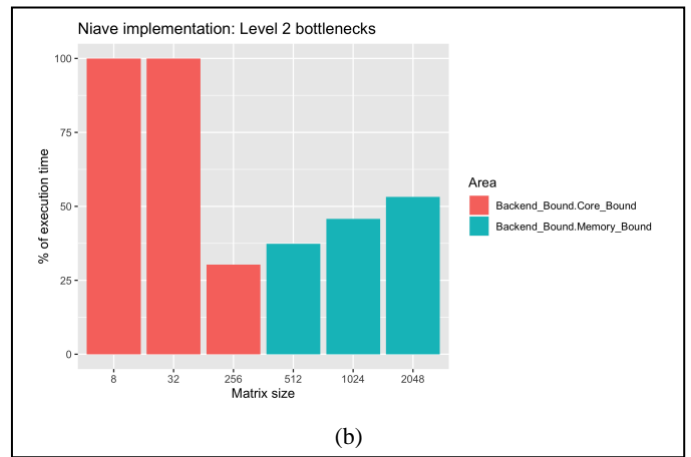 Niave implementation: Level 2 bottlenecks
100
75
50
25
0
% of execution time
8 32 256 512 1024 2048
Matrix size
Area
Backend_Bound.Core_Bound
Backend_Bound.Memory_Bound
(b)